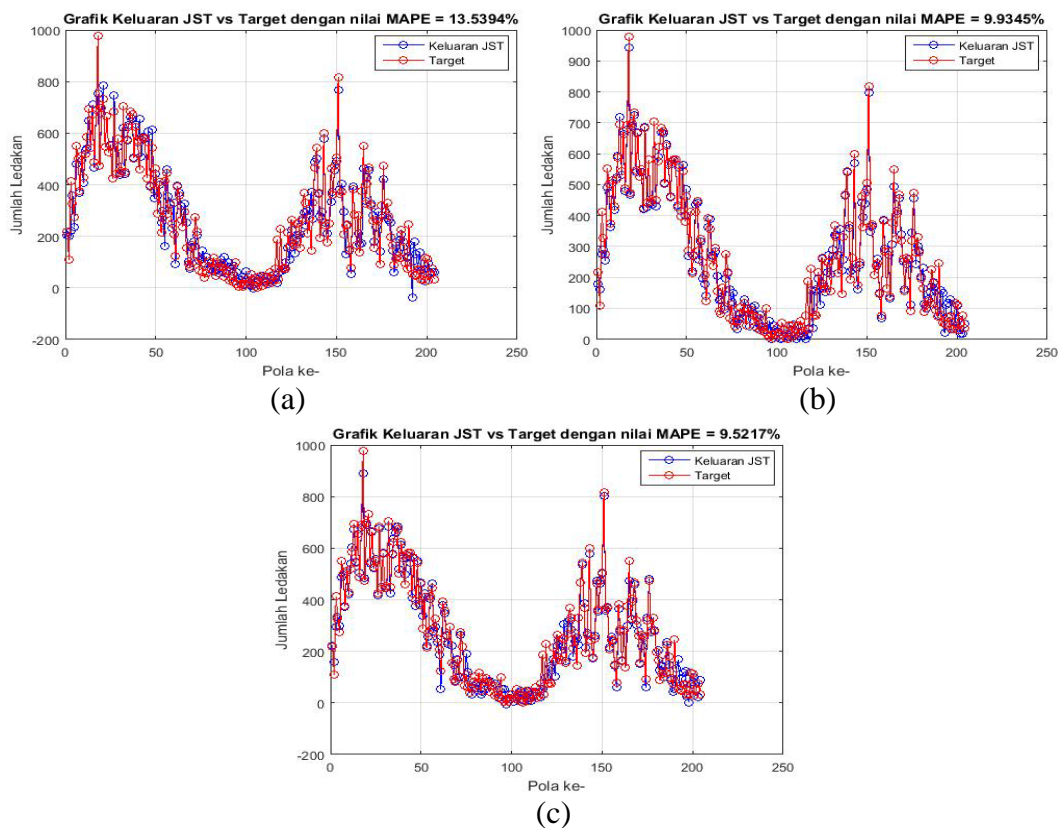 Grafik Keluaran JST vs Target dengan nilai MAPE = 13.5394%
Keluaran JST
Target
Jumlah Ledakan
1000
800
600
400
200
0
-200
0 50 100 150 200 250
Pola ke-
(a)
Grafik Keluaran JST vs Target dengan nilai MAPE = 9.9345%
Keluaran JST
Target
Jumlah Ledakan
1000
900
800
700
600
500
400
300
200
100
0
0 50 100 150 200 250
Pola ke-
(b)
Grafik Keluaran JST vs Target dengan nilai MAPE = 9.5217%
Keluaran JST
Target
Jumlah Ledakan
1000
800
600
400
200
0
-200
0 50 100 150 200 250
Pola ke-
(c)